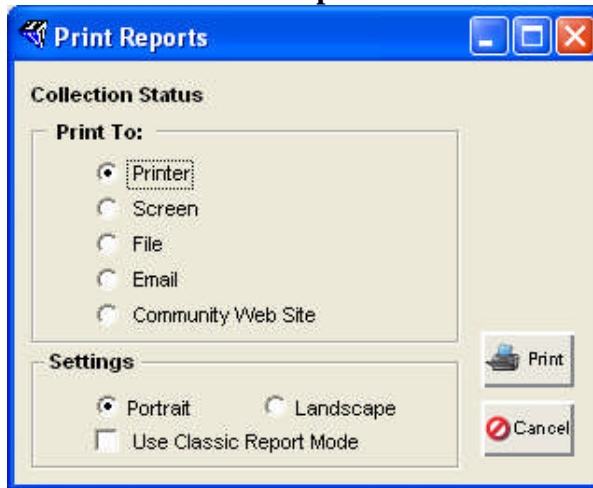 Print Reports
Collection Status
Print To:
Printer
Screen
File
Email
Community Web Site
Settings
Print
Portrait Landscape
Use Classic Report Mode
Cancel